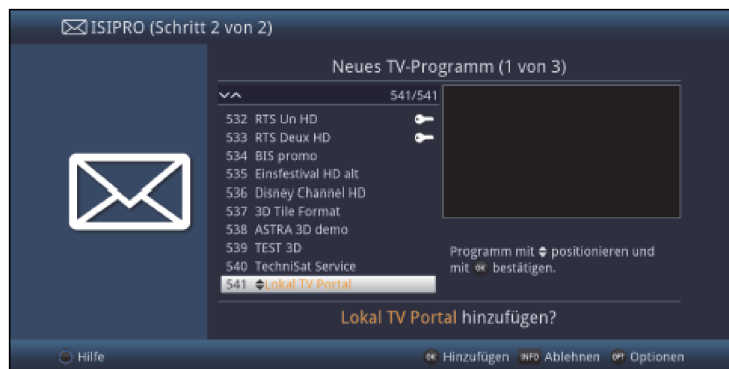 ISIPRO (Schritt 2 von 2)
Neues TV-Programm (1 von 3)
541/541
532 RTS Un HD
533 RTS Deux HD
534 BIS promo
535 Einsfestival HD alt
536 Disney Channel HD
537 3D Tile Format
538 ASTRA 3D demo
539 TEST 3D
540 TechniSat Service
541 Lokal TV Portal
Programm mit positionieren und
mit OK bestätigen.
Lokal TV Portal hinzufügen?
Hilfe OK Hinzufügen INFO Ablehnen OPT Optionen